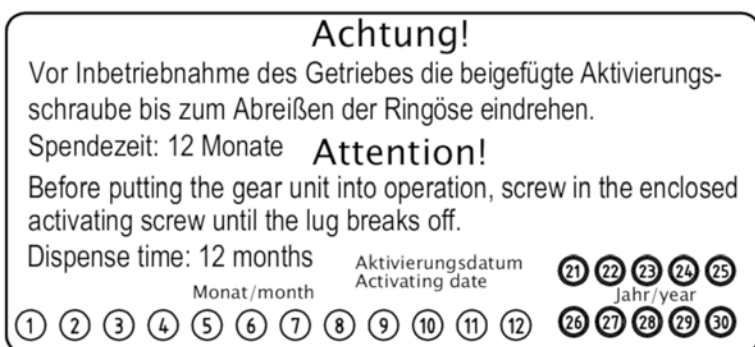 Achtung!
Vor Inbetriebnahme des Getriebes die beigefügte Aktivierungs-
schraube bis zum Abreißen der Ringöse eindrehen.
Spendezeit: 12 Monate
Attention!
Before putting the gear unit into operation, screw in the enclosed
activating screw until the lug breaks off.
Dispense time: 12 months
Aktivierungsdatum
Activating date
21 22 23 24 25
Monat/month
Jahr/year
1 2 3 4 5 6 7 8 9 10 11 12
26 27 28 29 30